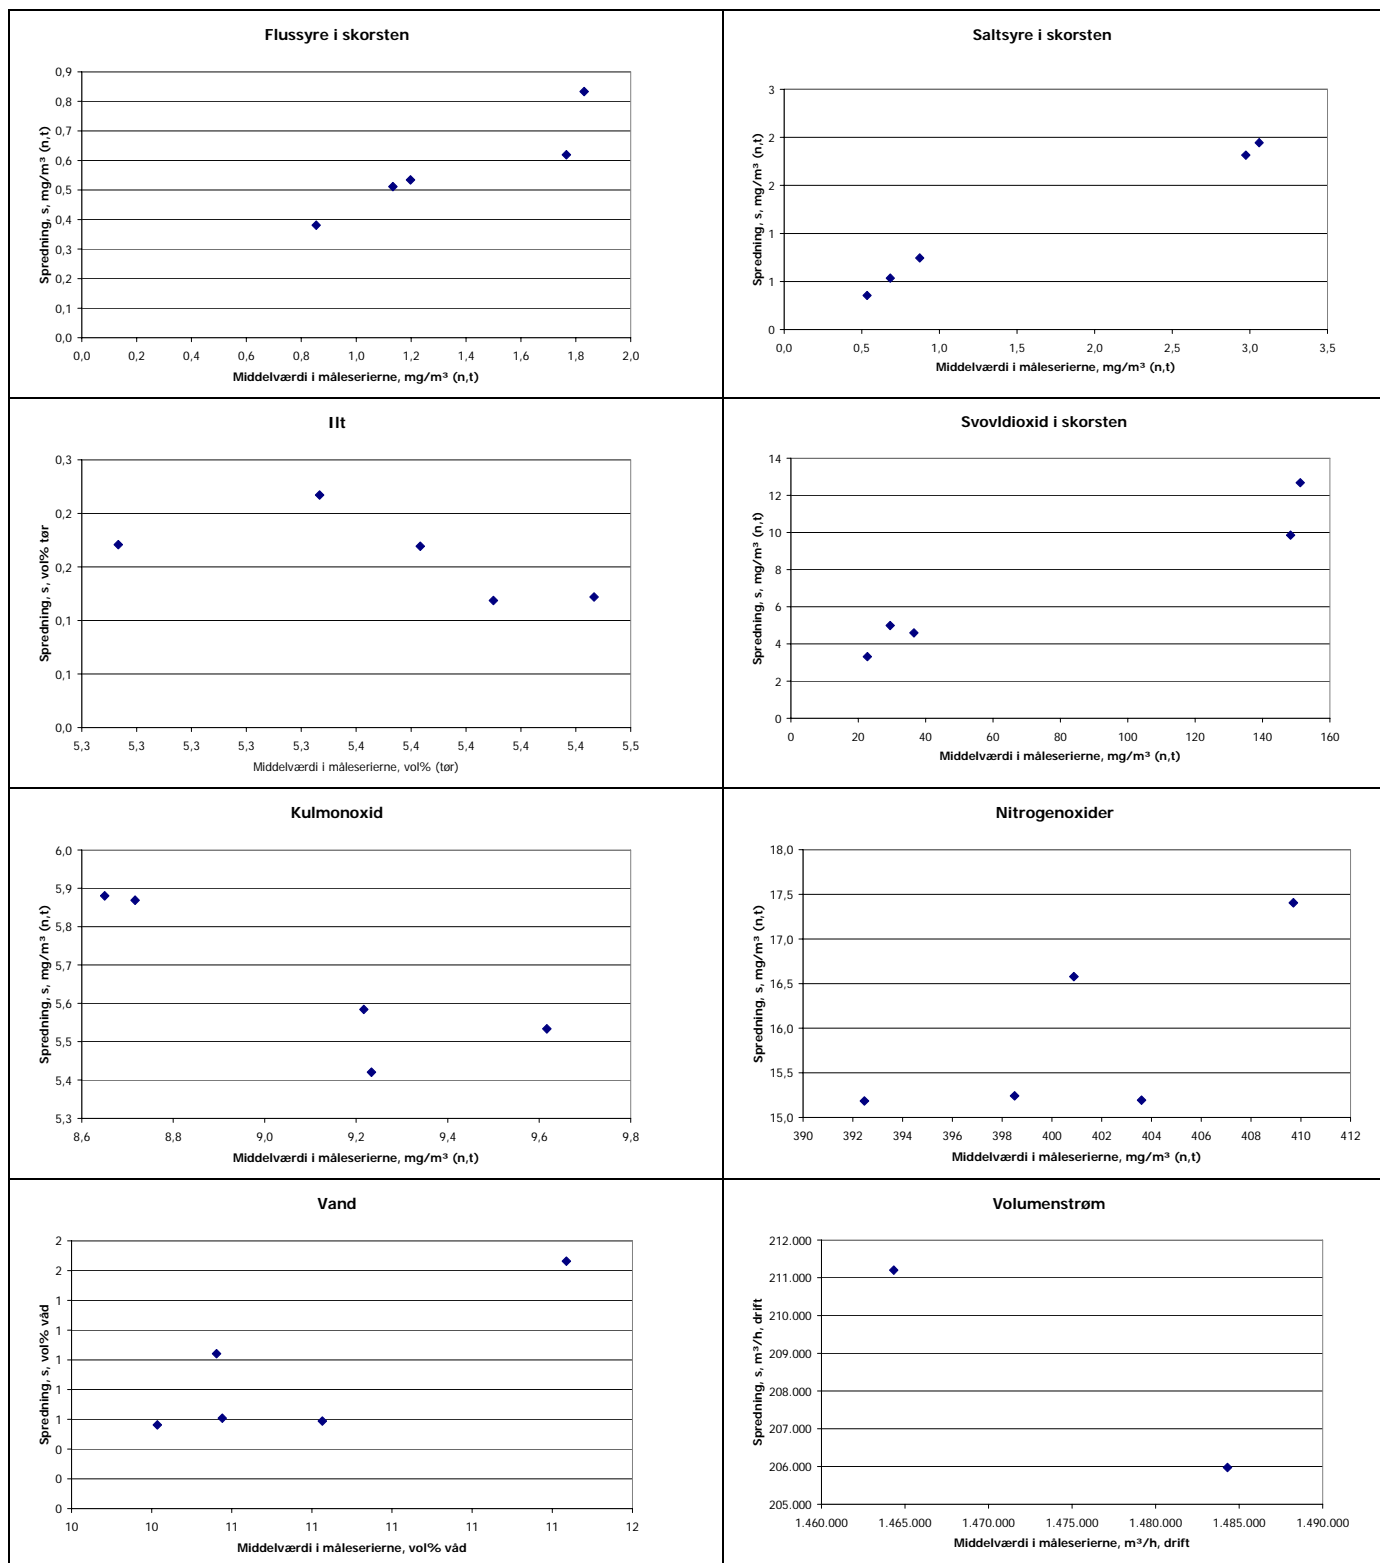 Flussyre i skorsten
Spredning, s, mg/m³ (n,t)
0,9
0,8
0,7
0,6
0,5
0,4
0,3
0,2
0,1
0,0
0,0 0,2 0,4 0,6 0,8 1,0 1,2 1,4 1,6 1,8 2,0
Middelværdi i måleserierne, mg/m³ (n,t)
Saltsyre i skorsten
Spredning, s, mg/m³ (n,t)
3
2
2
1
1
0
0,0 0,5 1,0 1,5 2,0 2,5 3,0 3,5
Middelværdi i måleserierne, mg/m³ (n,t)
Ilt
Spredning, s, vol% tør
0,3
0,2
0,2
0,1
0,1
0,0
5,3 5,3 5,3 5,3 5,4 5,4 5,4 5,4 5,4 5,4 5,5
Middelværdi i måleserierne, vol% (tør)
Svovldioxid i skorsten
Spredning, s, mg/m³ (n,t)
14
12
10
8
6
4
2
0
0 20 40 60 80 100 120 140 160
Middelværdi i måleserierne, mg/m³ (n,t)
Kulmonoxid
Spredning, s, mg/m³ (n,t)
6,0
5,9
5,8
5,7
5,6
5,5
5,4
5,3
8,6 8,8 9,0 9,2 9,4 9,6 9,8
Middelværdi i måleserierne, mg/m³ (n,t)
Nitrogenoxider
Spredning, s, mg/m³ (n,t)
18,0
17,5
17,0
16,5
16,0
15,5
15,0
390 392 394 396 398 400 402 404 406 408 410 412
Middelværdi i måleserierne, mg/m³ (n,t)
Vand
Spredning, s, vol% våd
2
2
1
1
1
1
1
0
0
0
10 10 11 11 11 11 11 12
Middelværdi i måleserierne, vol% våd
Volumenstrøm
Spredning, s, m³/h, drift
212.000
211.000
210.000
209.000
208.000
207.000
206.000
205.000
1.460.000 1.465.000 1.470.000 1.475.000 1.480.000 1.485.000 1.490.000
Middelværdi i måleserierne, m³/h, drift